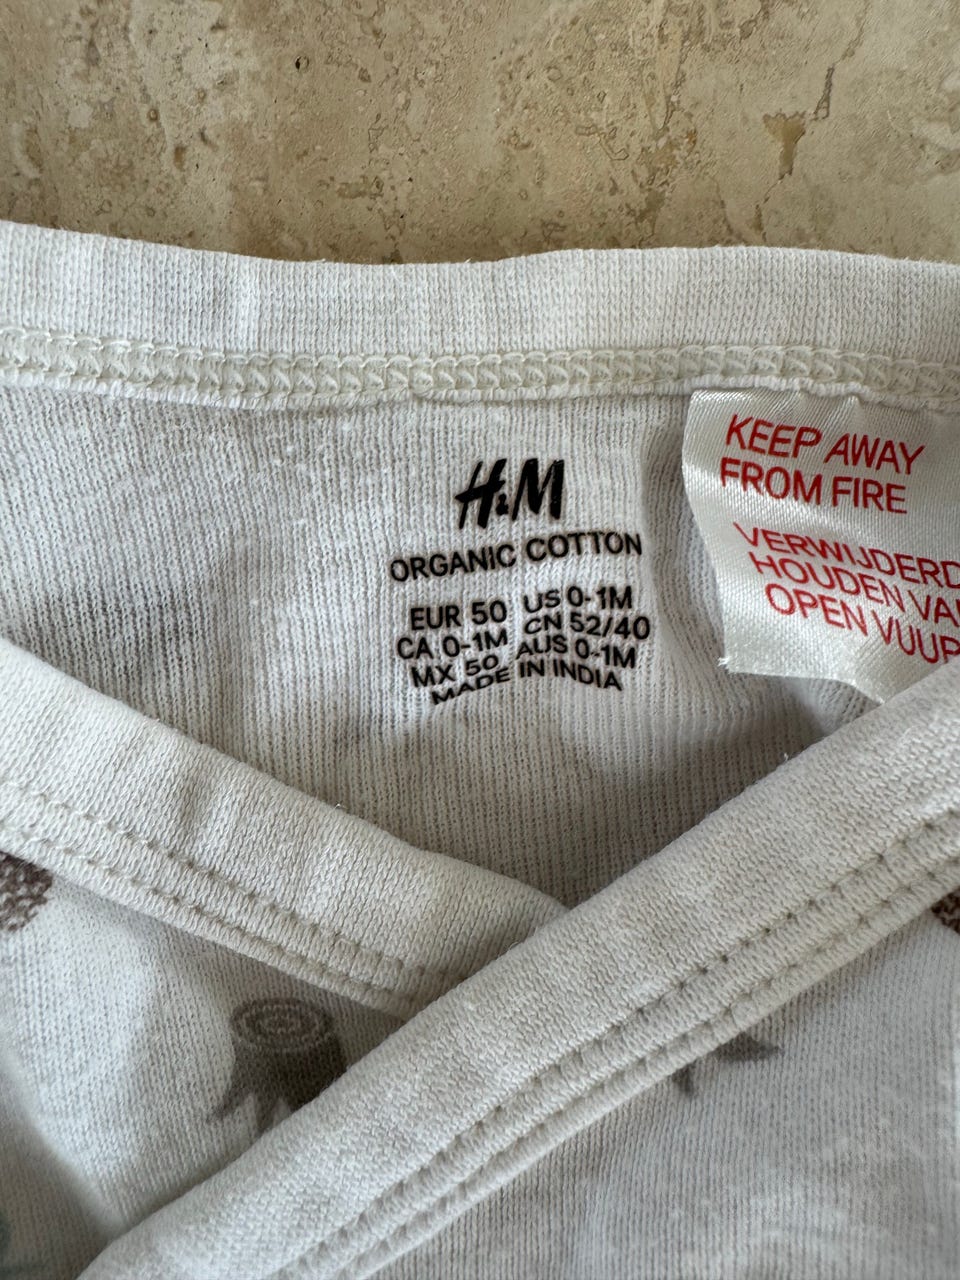 H&M
ORGANIC COTTON
EUR 50 US 0-1M
CA 0-1M CN 52/40
MX 50 AUS 0-1M
MADE IN INDIA
KEEP AWAY
FROM FIRE
VERWIJDERD
HOUDEN VA
OPEN VUUR